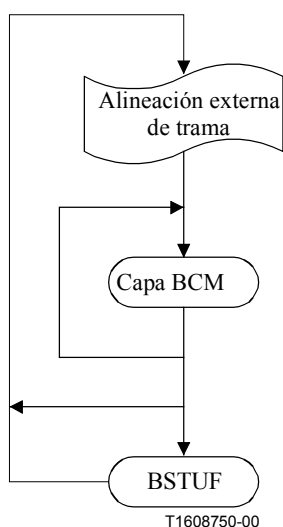 Alineación externa
de trama
Capa BCM
BSTUF
T1608750-00